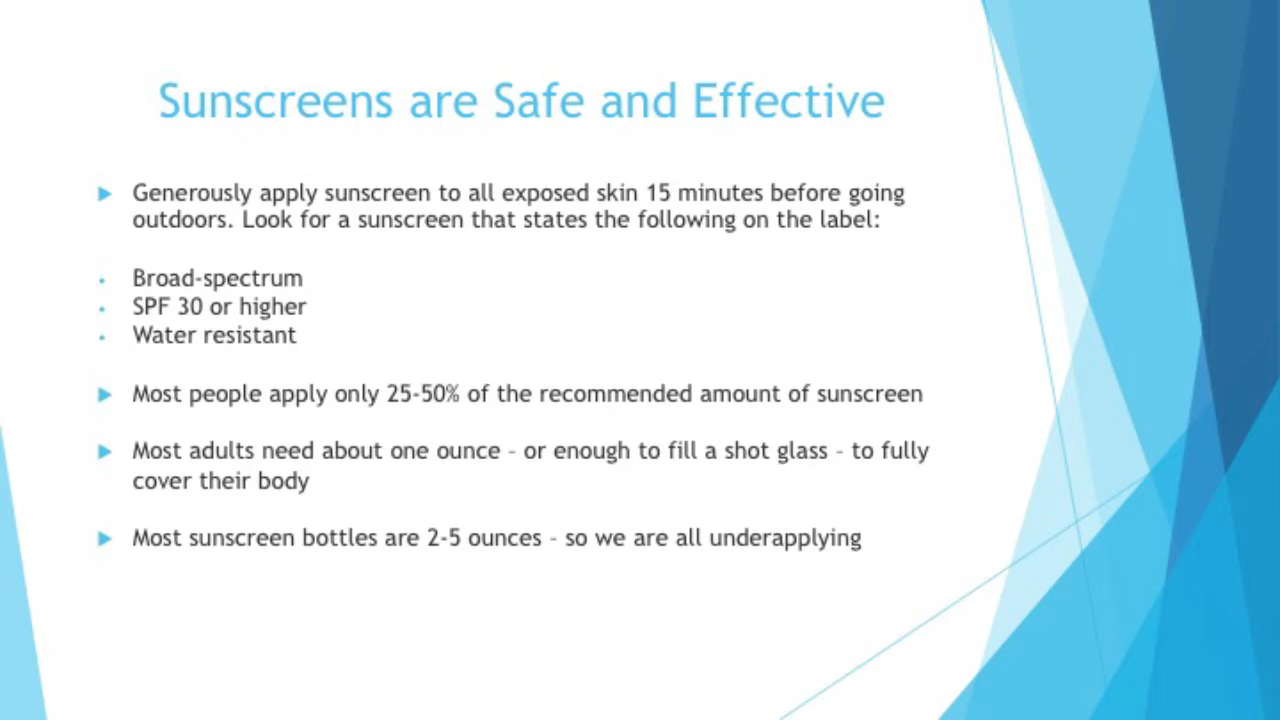 Sunscreens are Safe and Effective
Generously apply sunscreen to all exposed skin 15 minutes before going
outdoors. Look for a sunscreen that states the following on the label:
Broad-spectrum
SPF 30 or higher
Water resistant
Most people apply only 25-50% of the recommended amount of sunscreen
Most adults need about one ounce – or enough to fill a shot glass – to fully
cover their body
Most sunscreen bottles are 2-5 ounces – so we are all underapplying